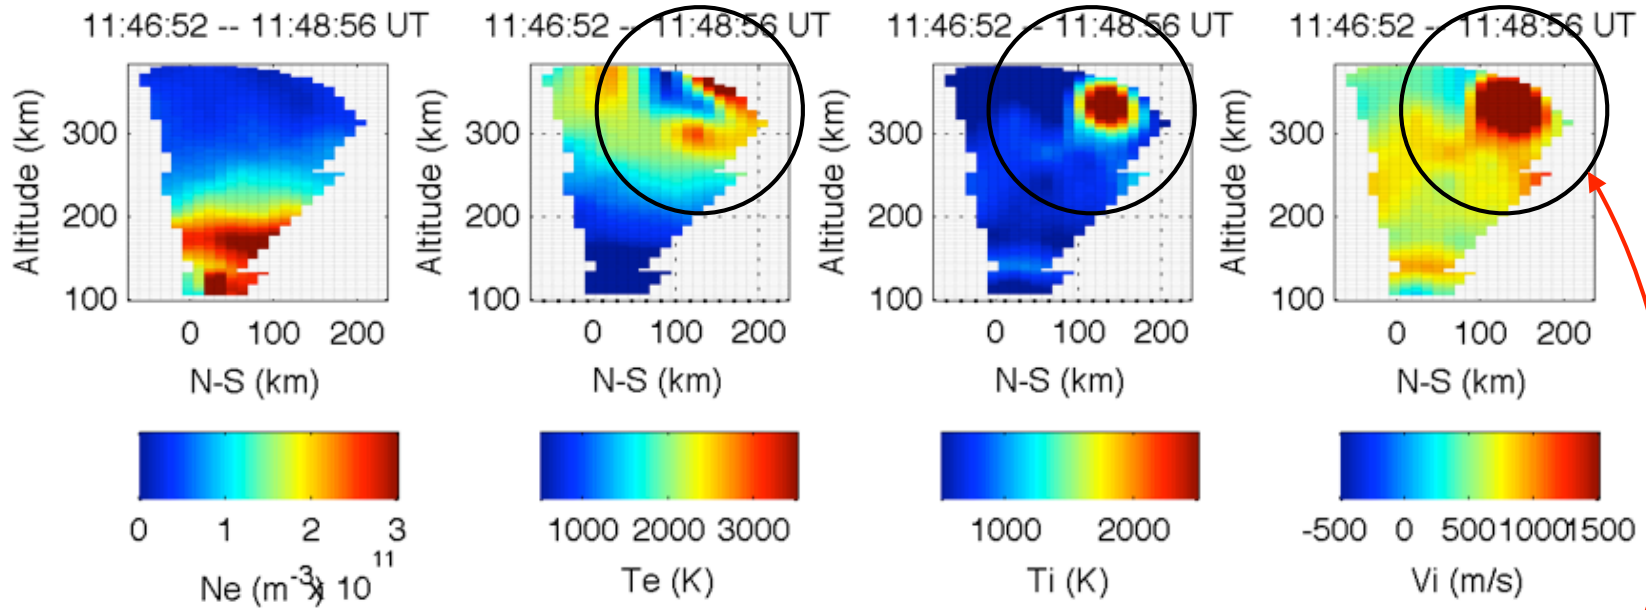 11:46:52 -- 11:48:56 UT
11:46:52 -- 11:48:56 UT
11:46:52 -- 11:48:56 UT
11:46:52 -- 11:48:56 UT
Altitude (km)
300
200
100
0 100 200
N-S (km)
Altitude (km)
300
200
100
0 100 200
N-S (km)
Altitude (km)
300
200
100
0 100 200
N-S (km)
Altitude (km)
300
200
100
0 100 200
N-S (km)
0 1 2 3
Ne (m-3) x 10 11
1000 2000 3000
Te (K)
1000 2000
Ti (K)
-500 0 500 1000 1500
Vi (m/s)